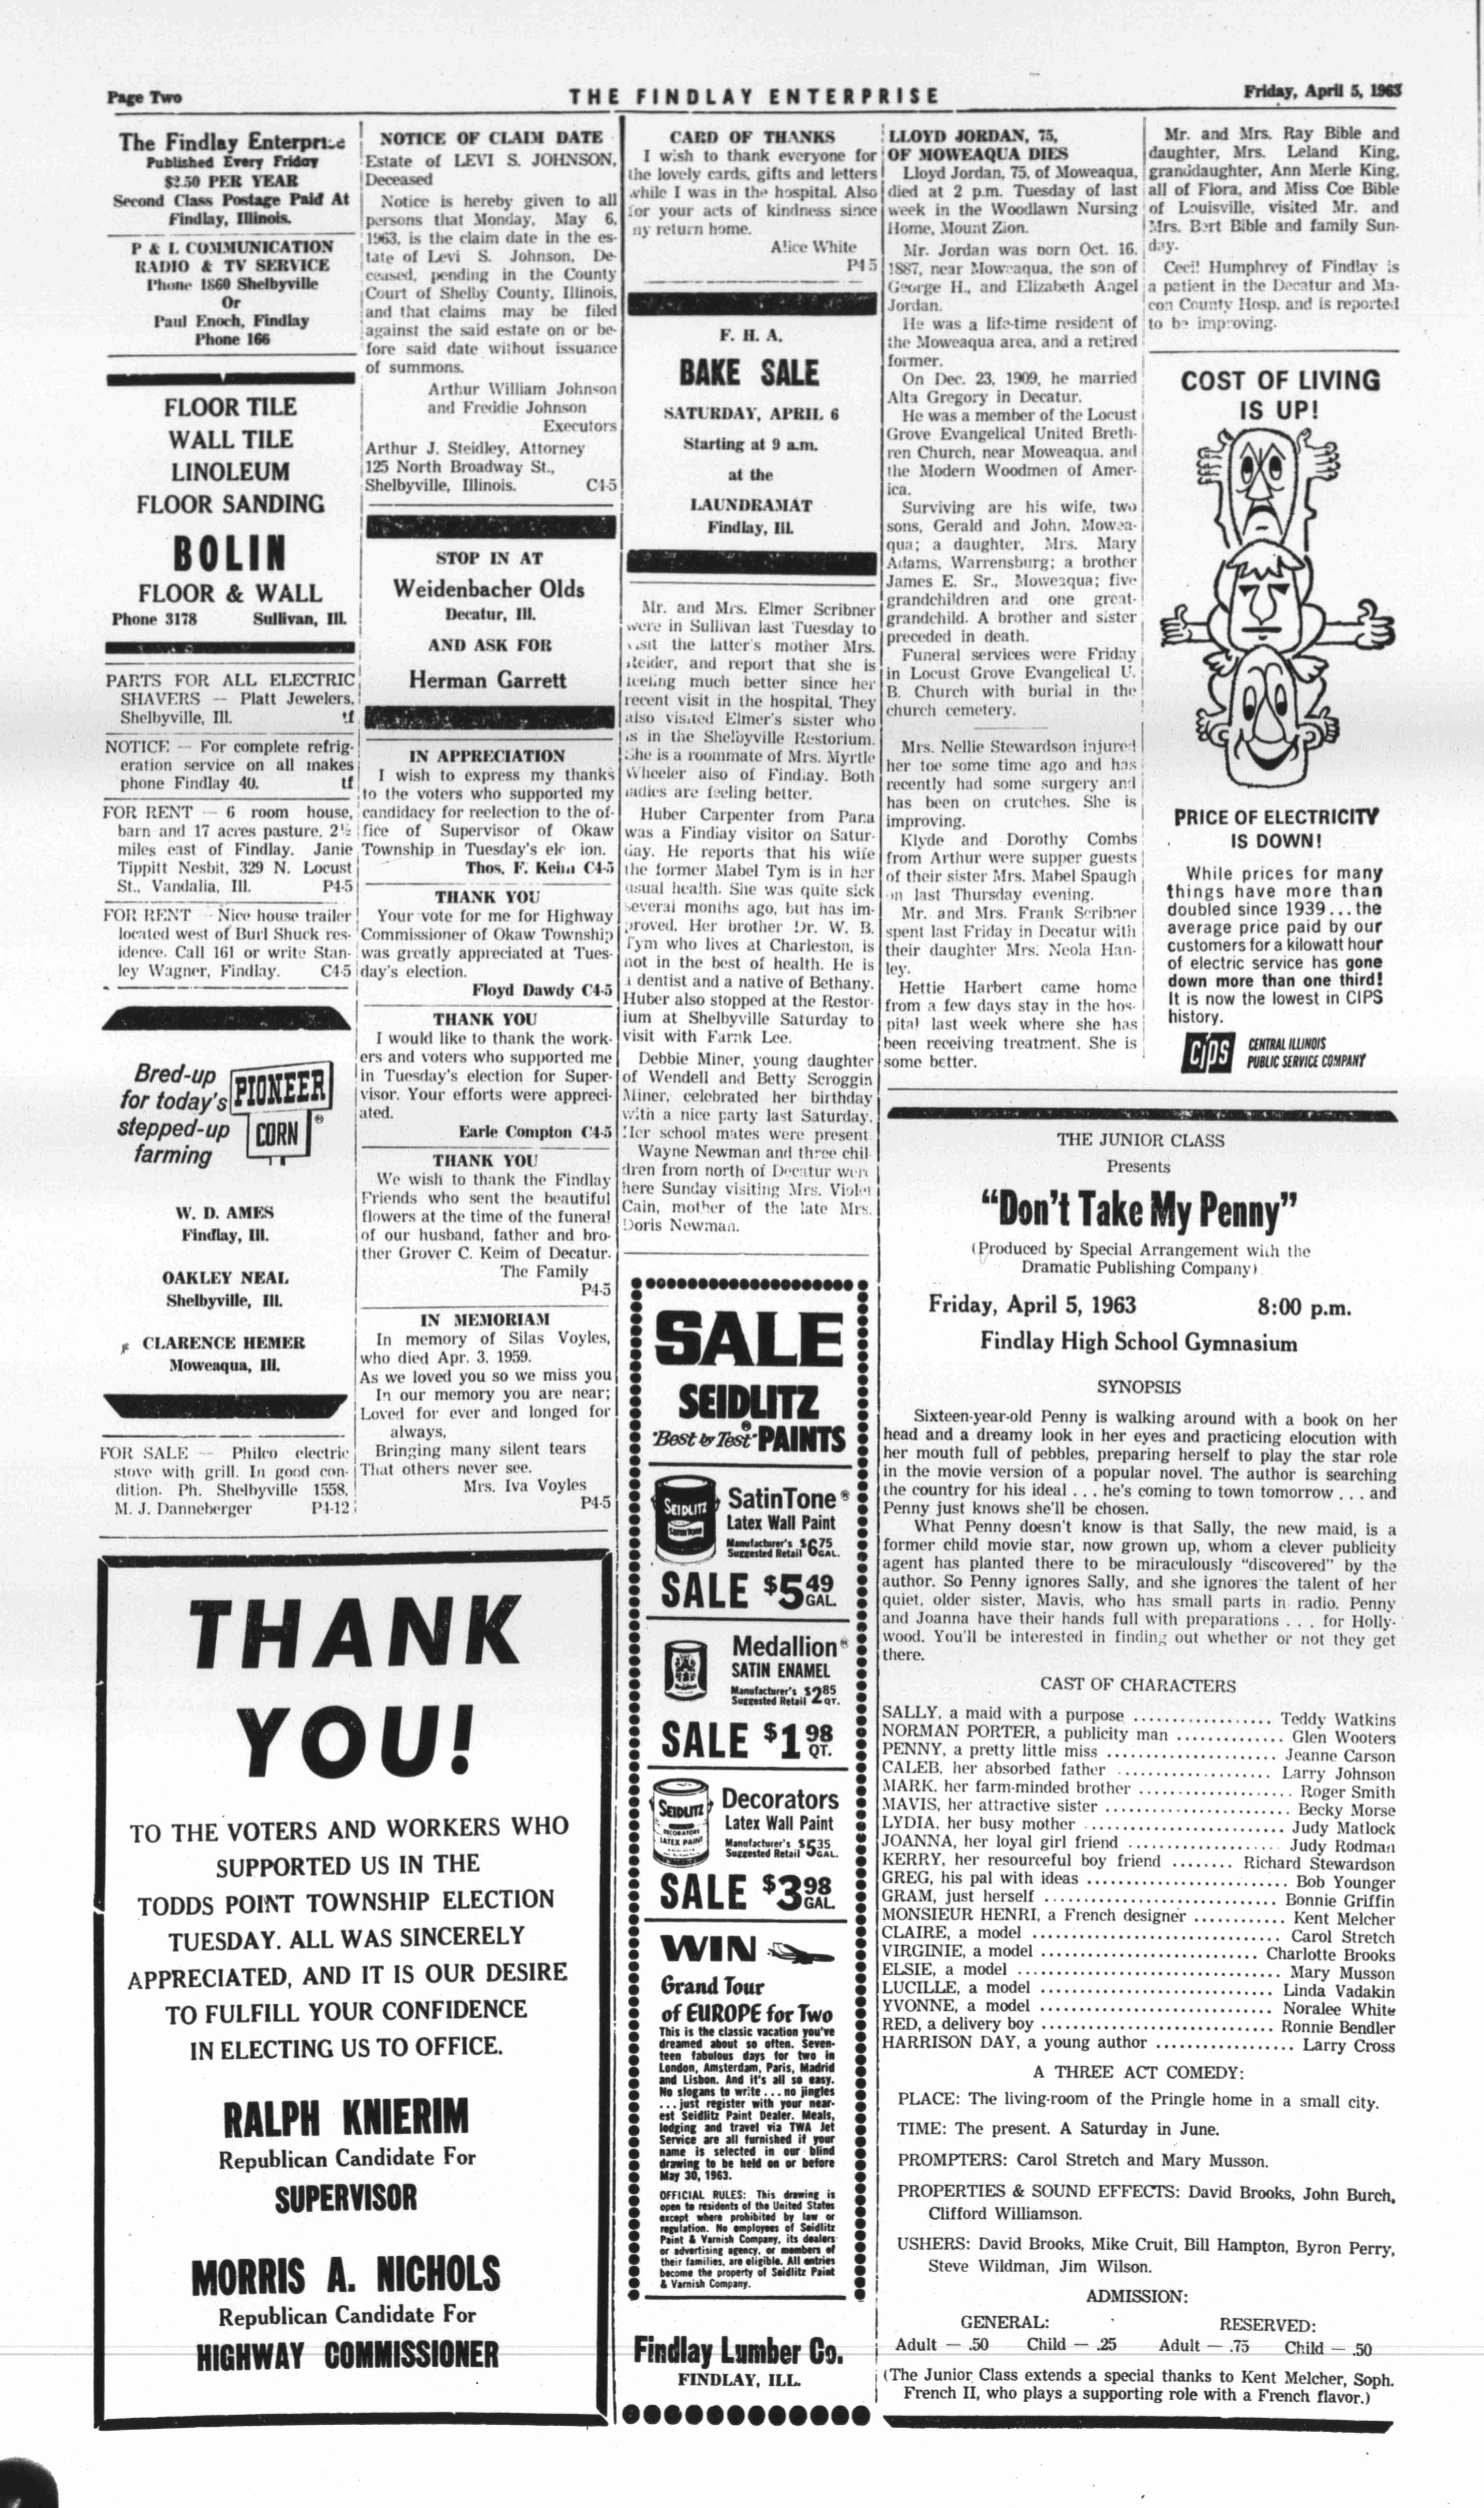 Page Two
THE FINDLAY ENTERPRISE
Friday, April 5, 1963
The Findlay Enterprise
Published Every Friday
$2.50 PER YEAR
Second Class Postage Paid At
Findlay, Illinois.
P & L COMMUNICATION
RADIO & TV SERVICE
Phone 1860 Shelbyville
Or
Paul Enoch, Findlay
Phone 166
FLOOR TILE
WALL TILE
LINOLEUM
FLOOR SANDING
BOLIN
FLOOR & WALL
Phone 3178 Sullivan, Ill.
PARTS FOR ALL ELECTRIC
SHAVERS — Platt Jewelers,
Shelbyville, Ill. tf
NOTICE — For complete refrig-
eration service on all makes
phone Findlay 40. tf
FOR RENT — 6 room house,
barn and 17 acres pasture. 2½
miles east of Findlay. Janie
Tippitt Nesbit, 329 N. Locust
St., Vandalia, Ill. P4-5
FOR RENT — Nice house trailer
located west of Burl Shuck res-
idence. Call 161 or write Stan-
ley Wagner, Findlay. C4-5
Bred-up
for today's
stepped-up
farming
PIONEER
CORN ®
W. D. AMES
Findlay, Ill.
OAKLEY NEAL
Shelbyville, Ill.
CLARENCE HEMER
Moweaqua, Ill.
FOR SALE — Philco electric
stove with grill. In good con-
dition. Ph. Shelbyville 1558,
M. J. Danneberger P4-12
NOTICE OF CLAIM DATE
Estate of LEVI S. JOHNSON,
Deceased
Notice is hereby given to all
persons that Monday, May 6,
1963, is the claim date in the es-
tate of Levi S. Johnson, De-
ceased, pending in the County
Court of Shelby County, Illinois,
and that claims may be filed
against the said estate on or be-
fore said date without issuance
of summons.
Arthur William Johnson
and Freddie Johnson
Executors
Arthur J. Steidley, Attorney
125 North Broadway St.,
Shelbyville, Illinois. C4-5
STOP IN AT
Weidenbacher Olds
Decatur, Ill.
AND ASK FOR
Herman Garrett
IN APPRECIATION
I wish to express my thanks
to the voters who supported my
candidacy for reelection to the of-
fice of Supervisor of Okaw
Township in Tuesday's elc ion.
Thos. F. Keim C4-5
THANK YOU
Your vote for me for Highway
Commissioner of Okaw Township
was greatly appreciated at Tues-
day's election.
Floyd Dawdy C4-5
THANK YOU
I would like to thank the work-
ers and voters who supported me
in Tuesday's election for Super-
visor. Your efforts were appreci-
ated.
Earle Compton C4-5
THANK YOU
We wish to thank the Findlay
Friends who sent the beautiful
flowers at the time of the funeral
of our husband, father and bro-
ther Grover C. Keim of Decatur.
The Family
P4-5
IN MEMORIAM
In memory of Silas Voyles,
who died Apr. 3, 1959.
As we loved you so we miss you
In our memory you are near;
Loved for ever and longed for
always,
Bringing many silent tears
That others never see.
Mrs. Iva Voyles
P4-5
THANK
YOU!
TO THE VOTERS AND WORKERS WHO
SUPPORTED US IN THE
TODDS POINT TOWNSHIP ELECTION
TUESDAY. ALL WAS SINCERELY
APPRECIATED, AND IT IS OUR DESIRE
TO FULFILL YOUR CONFIDENCE
IN ELECTING US TO OFFICE.
RALPH KNIERIM
Republican Candidate For
SUPERVISOR
MORRIS A. NICHOLS
Republican Candidate For
HIGHWAY COMMISSIONER
CARD OF THANKS
I wish to thank everyone for
the lovely cards, gifts and letters
while I was in the hospital. Also
for your acts of kindness since
my return home.
Alice White
P4 5
F. H. A.
BAKE SALE
SATURDAY, APRIL 6
Starting at 9 a.m.
at the
LAUNDRAMAT
Findlay, Ill.
Mr. and Mrs. Elmer Scribner
were in Sullivan last Tuesday to
visit the latter's mother Mrs.
Reider, and report that she is
feeling much better since her
recent visit in the hospital. They
also visited Elmer's sister who
is in the Shelbyville Restorium.
She is a roommate of Mrs. Myrtle
Wheeler also of Findlay. Both
ladies are feeling better.
Huber Carpenter from Pana
was a Findlay visitor on Satur-
day. He reports that his wife
the former Mabel Tym is in her
usual health. She was quite sick
several months ago, but has im-
proved. Her brother Dr. W. B.
Tym who lives at Charleston, is
not in the best of health. He is
a dentist and a native of Bethany.
Huber also stopped at the Restor-
ium at Shelbyville Saturday to
visit with Farnk Lee.
Debbie Miner, young daughter
of Wendell and Betty Scroggin
Miner, celebrated her birthday
with a nice party last Saturday.
Her school mates were present
Wayne Newman and three chil
dren from north of Decatur were
here Sunday visiting Mrs. Violet
Cain, mother of the late Mrs.
Doris Newman.
SALE
SEIDLITZ
"Best by Test" ® PAINTS
SEIDLITZ
SATINTONE
SatinTone ®
Latex Wall Paint
Manufacturer's $6 75
Suggested Retail GAL.
SALE $5 49 GAL.
Medallion ®
SATIN ENAMEL
Manufacturer's $2 85
Suggested Retail QT.
SALE $1 98 QT.
SEIDLITZ
DECORATORS
LATEX PAINT
Decorators
Latex Wall Paint
Manufacturer's $5 35
Suggested Retail GAL.
SALE $3 98 GAL.
WIN
Grand Tour
of EUROPE for Two
This is the classic vacation you've
dreamed about so often. Seven-
teen fabulous days for two in
London, Amsterdam, Paris, Madrid
and Lisbon. And it's all so easy.
No slogans to write . . . no jingles
. . . just register with your near-
est Seidlitz Paint Dealer. Meals,
lodging and travel via TWA Jet
Service are all furnished if your
name is selected in our blind
drawing to be held on or before
May 30, 1963.
OFFICIAL RULES: This drawing is
open to residents of the United States
except where prohibited by law or
regulation. No employees of Seidlitz
Paint & Varnish Company, its dealers
or advertising agency, or members of
their families, are eligible. All entries
become the property of Seidlitz Paint
& Varnish Company.
Findlay Lumber Co.
FINDLAY, ILL.
LLOYD JORDAN, 75,
OF MOWEAQUA DIES
Lloyd Jordan, 75, of Moweaqua,
died at 2 p.m. Tuesday of last
week in the Woodlawn Nursing
Home, Mount Zion.
Mr. Jordan was born Oct. 16,
1887, near Moweaqua, the son of
George H., and Elizabeth Angel
Jordan.
He was a life-time resident of
the Moweaqua area, and a retired
former.
On Dec. 23, 1909, he married
Alta Gregory in Decatur.
He was a member of the Locust
Grove Evangelical United Breth-
ren Church, near Moweaqua, and
the Modern Woodmen of Amer-
ica.
Surviving are his wife, two
sons, Gerald and John, Mowea-
qua; a daughter, Mrs. Mary
Adams, Warrensburg; a brother
James E. Sr., Moweaqua; five
grandchildren and one great-
grandchild. A brother and sister
preceded in death.
Funeral services were Friday
in Locust Grove Evangelical U.
B. Church with burial in the
church cemetery.
Mrs. Nellie Stewardson injured
her toe some time ago and has
recently had some surgery and
has been on crutches. She is
improving.
Klyde and Dorothy Combs
from Arthur were supper guests
of their sister Mrs. Mabel Spaugh
on last Thursday evening.
Mr. and Mrs. Frank Scribner
spent last Friday in Decatur with
their daughter Mrs. Neola Han-
ley.
Hettie Harbert came home
from a few days stay in the hos-
pital last week where she has
been receiving treatment. She is
some better.
Mr. and Mrs. Ray Bible and
daughter, Mrs. Leland King,
granddaughter, Ann Merle King,
all of Flora, and Miss Coe Bible
of Louisville, visited Mr. and
Mrs. Bert Bible and family Sun-
day.
Cecil Humphrey of Findlay is
a patient in the Decatur and Ma-
con County Hosp. and is reported
to be improving.
COST OF LIVING
IS UP!
PRICE OF ELECTRICITY
IS DOWN!
While prices for many
things have more than
doubled since 1939 . . . the
average price paid by our
customers for a kilowatt hour
of electric service has gone
down more than one third!
It is now the lowest in CIPS
history.
CIPS
CENTRAL ILLINOIS
PUBLIC SERVICE COMPANY
THE JUNIOR CLASS
Presents
"Don't Take My Penny"
(Produced by Special Arrangement with the
Dramatic Publishing Company)
Friday, April 5, 1963 8:00 p.m.
Findlay High School Gymnasium
SYNOPSIS
Sixteen-year-old Penny is walking around with a book on her
head and a dreamy look in her eyes and practicing elocution with
her mouth full of pebbles, preparing herself to play the star role
in the movie version of a popular novel. The author is searching
the country for his ideal . . . he's coming to town tomorrow . . . and
Penny just knows she'll be chosen.
What Penny doesn't know is that Sally, the new maid, is a
former child movie star, now grown up, whom a clever publicity
agent has planted there to be miraculously "discovered" by the
author. So Penny ignores Sally, and she ignores the talent of her
quiet, older sister, Mavis, who has small parts in radio. Penny
and Joanna have their hands full with preparations . . . for Holly-
wood. You'll be interested in finding out whether or not they get
there.
CAST OF CHARACTERS
SALLY, a maid with a purpose .................. Teddy Watkins
NORMAN PORTER, a publicity man .............. Glen Wooters
PENNY, a pretty little miss ...................... Jeanne Carson
CALEB, her absorbed father .................... Larry Johnson
MARK, her farm-minded brother .................... Roger Smith
MAVIS, her attractive sister ........................ Becky Morse
LYDIA, her busy mother .......................... Judy Matlock
JOANNA, her loyal girl friend .................... Judy Rodman
KERRY, her resourceful boy friend ........ Richard Stewardson
GREG, his pal with ideas .......................... Bob Younger
GRAM, just herself .............................. Bonnie Griffin
MONSIEUR HENRI, a French designer ............ Kent Melcher
CLAIRE, a model ................................ Carol Stretch
VIRGINIE, a model ............................ Charlotte Brooks
ELSIE, a model .................................. Mary Musson
LUCILLE, a model .............................. Linda Vadakin
YVONNE, a model .............................. Noralee White
RED, a delivery boy .............................. Ronnie Bendler
HARRISON DAY, a young author .................. Larry Cross
A THREE ACT COMEDY:
PLACE: The living-room of the Pringle home in a small city.
TIME: The present. A Saturday in June.
PROMPTERS: Carol Stretch and Mary Musson.
PROPERTIES & SOUND EFFECTS: David Brooks, John Burch,
Clifford Williamson.
USHERS: David Brooks, Mike Cruit, Bill Hampton, Byron Perry,
Steve Wildman, Jim Wilson.
ADMISSION:
GENERAL: RESERVED:
Adult — .50 Child — .25 Adult — .75 Child — .50
(The Junior Class extends a special thanks to Kent Melcher, Soph.
French II, who plays a supporting role with a French flavor.)